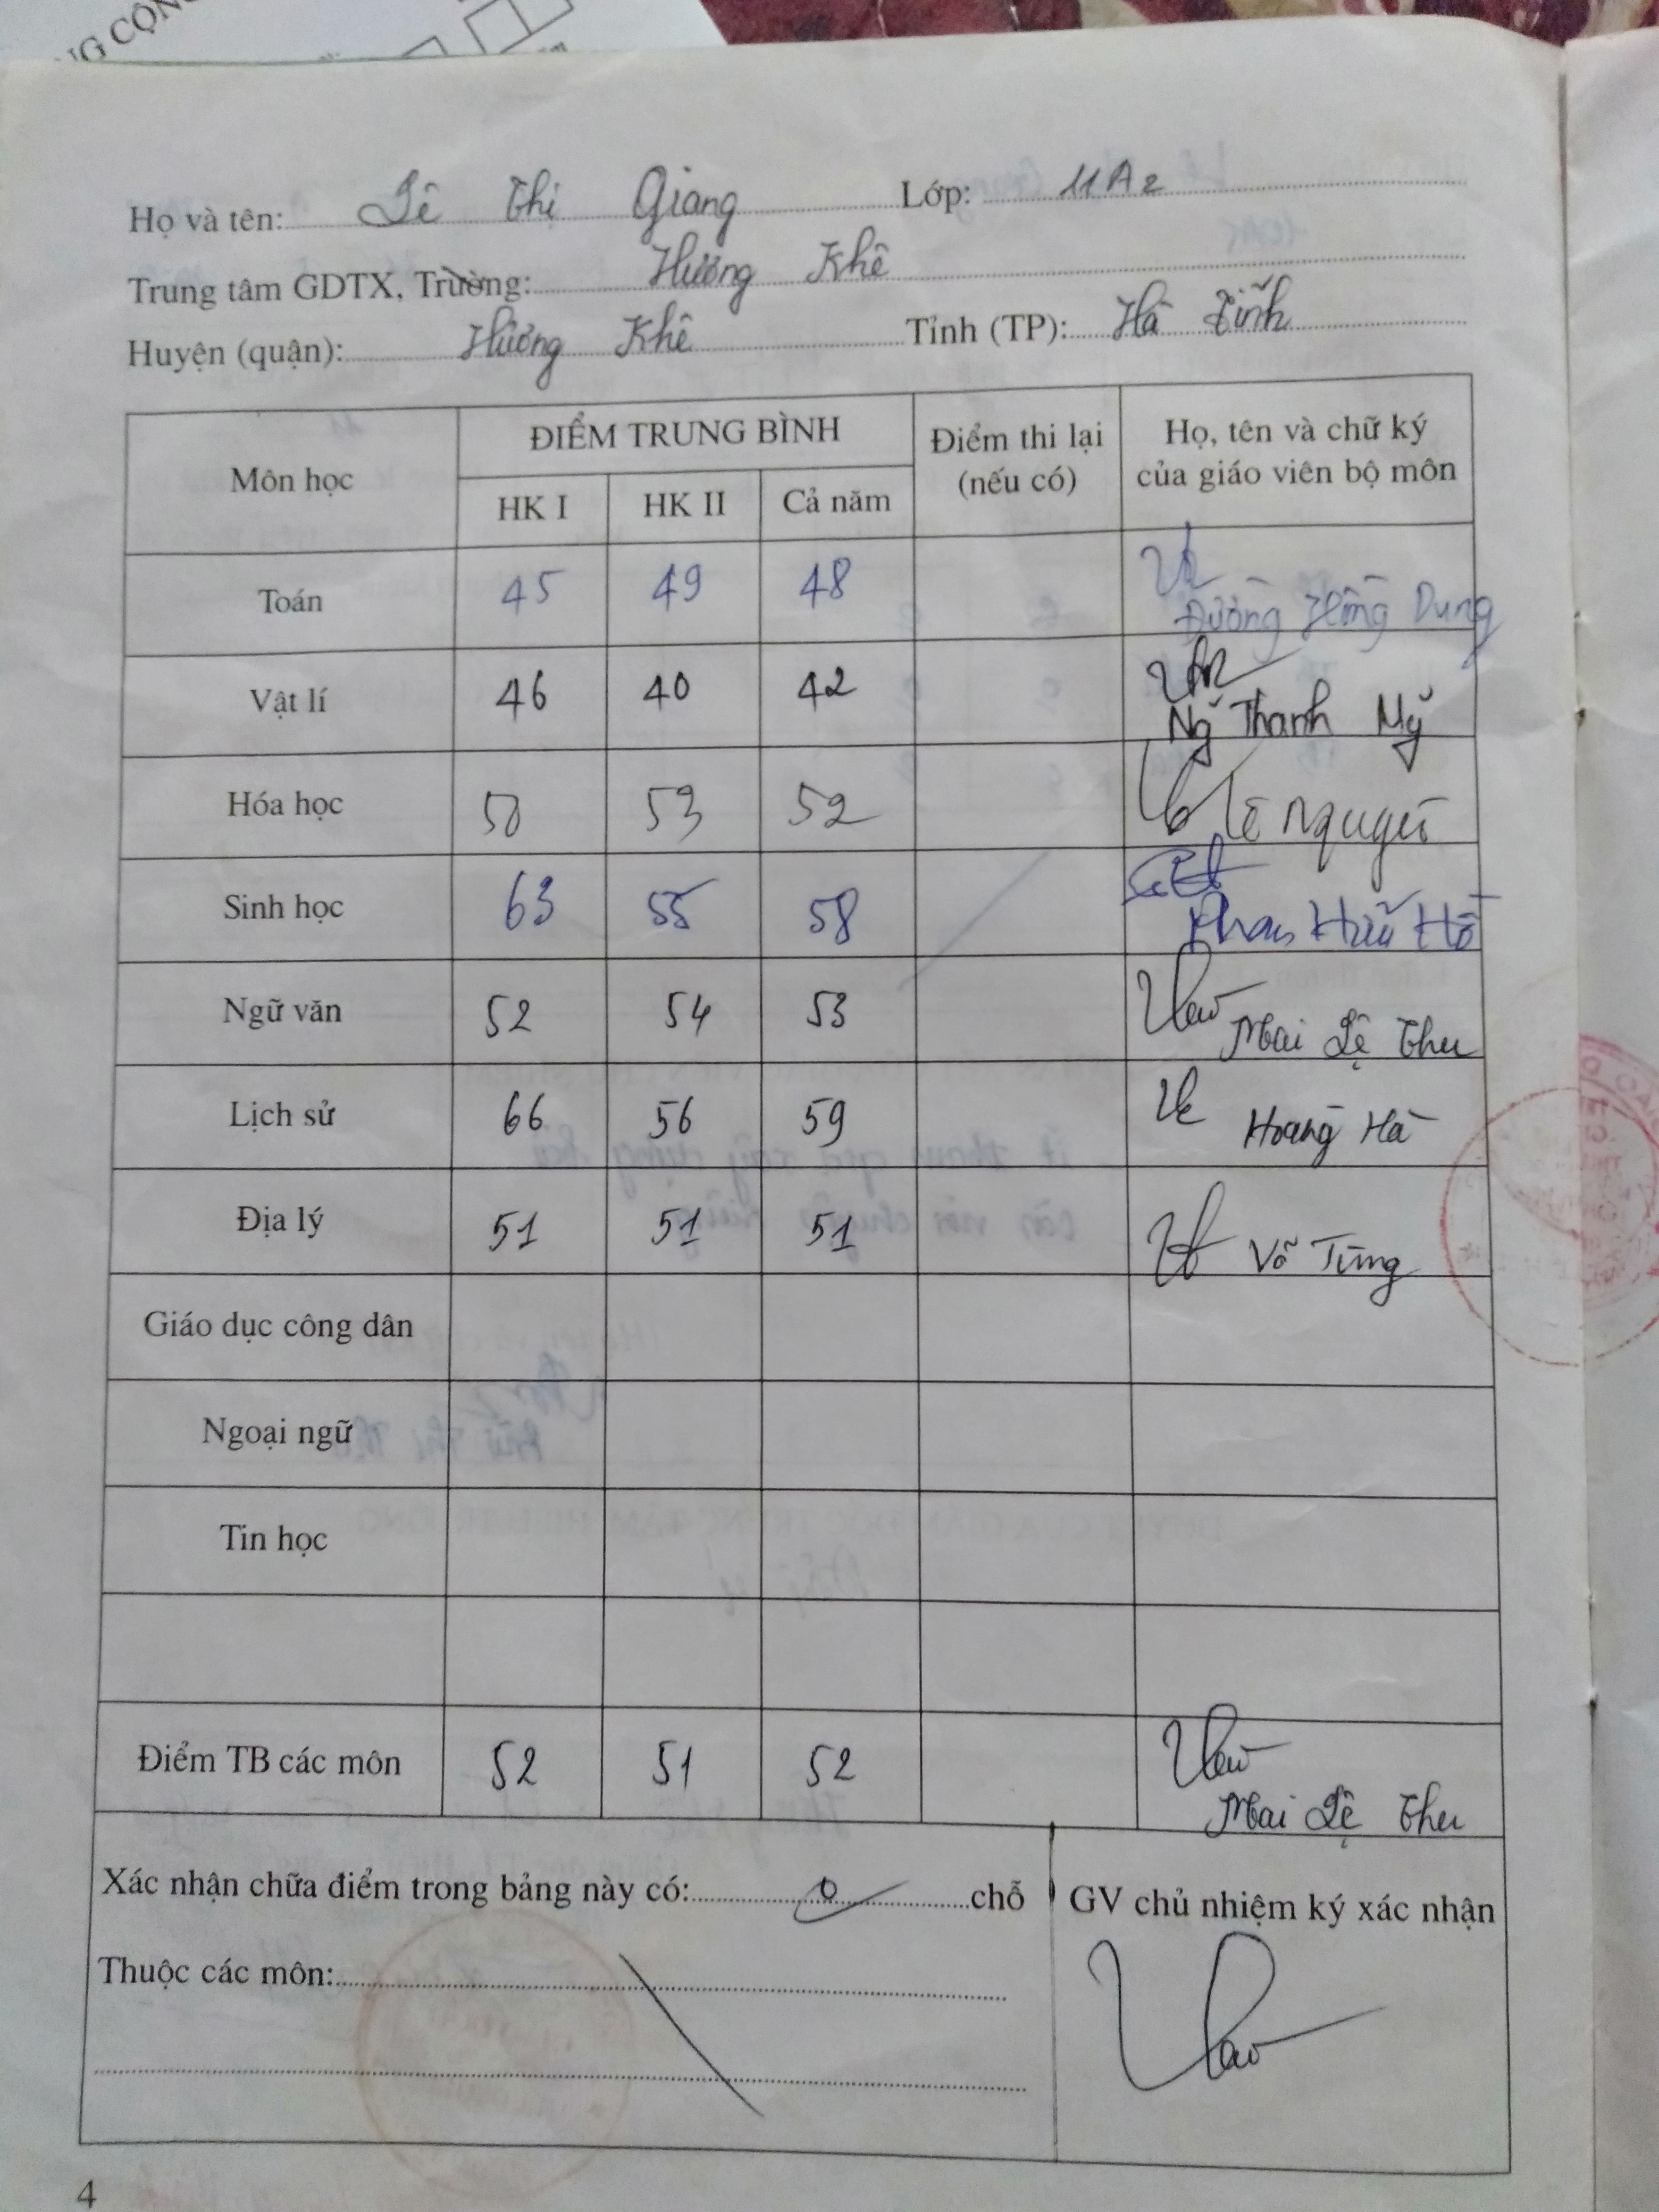 NG CỘN
Họ và tên: Lê Thị Giang Lớp: 11A2
Trung tâm GDTX, Trường: Hương Khê
Huyện (quận): Hương Khê Tỉnh (TP): Hà Tĩnh
Môn học ĐIỂM TRUNG BÌNH Điểm thi lại (nếu có) Họ, tên và chữ ký của giáo viên bộ môn
HK I HK II Cả năm
Toán 45 49 48 Đường Hồng Dung
Vật lí 46 40 42 Ng Thanh Mỹ
Hóa học 50 53 52 Lê
Sinh học 63 55 58 Phan Hữu
Ngữ văn 52 54 53 Mai Lệ Thu
Lịch sử 66 56 59 Hoàng Hà
Địa lý 51 51 51 Võ Tùng
Giáo dục công dân
Ngoại ngữ
Tin học
Điểm TB các môn 52 51 52 Mai Lệ Thu
Xác nhận chữa điểm trong bảng này có: 0 chỗ
GV chủ nhiệm ký xác nhận
Thuộc các môn:
4